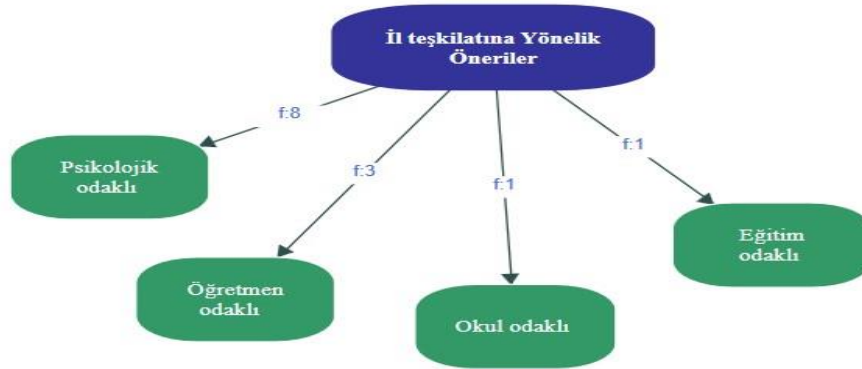 İl teşkilatına Yönelik
Öneriler
f:8
f:3
f:1
f:1
Psikolojik
odaklı
Öğretmen
odaklı
Okul odaklı
Eğitim
odaklı